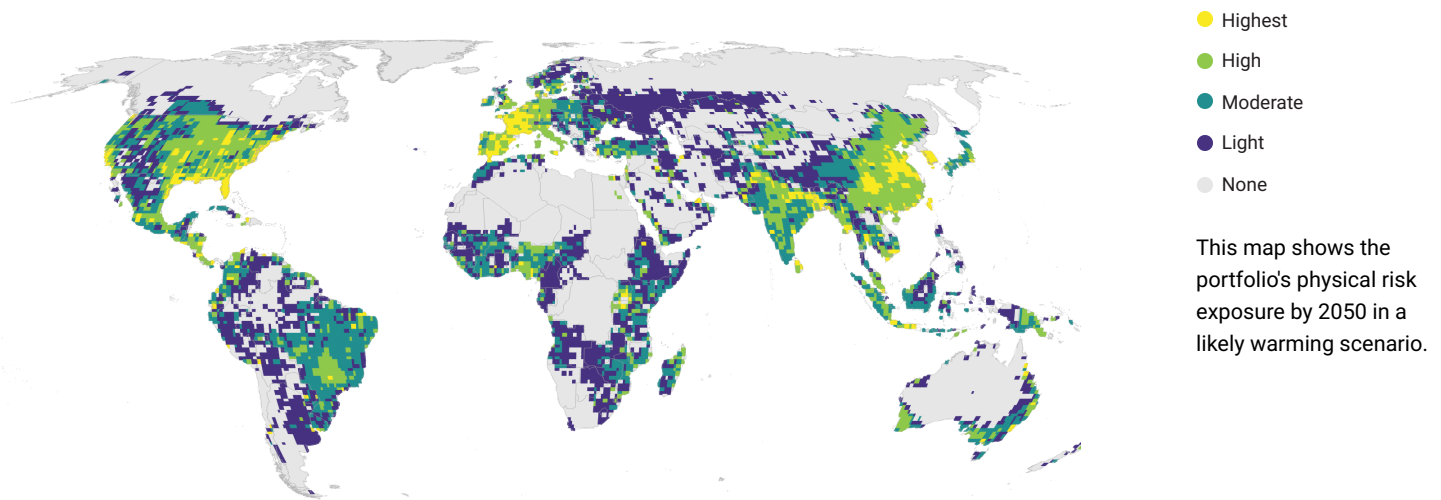 Highest
High
Moderate
Light
None
This map shows the
portfolio's physical risk
exposure by 2050 in a
likely warming scenario.